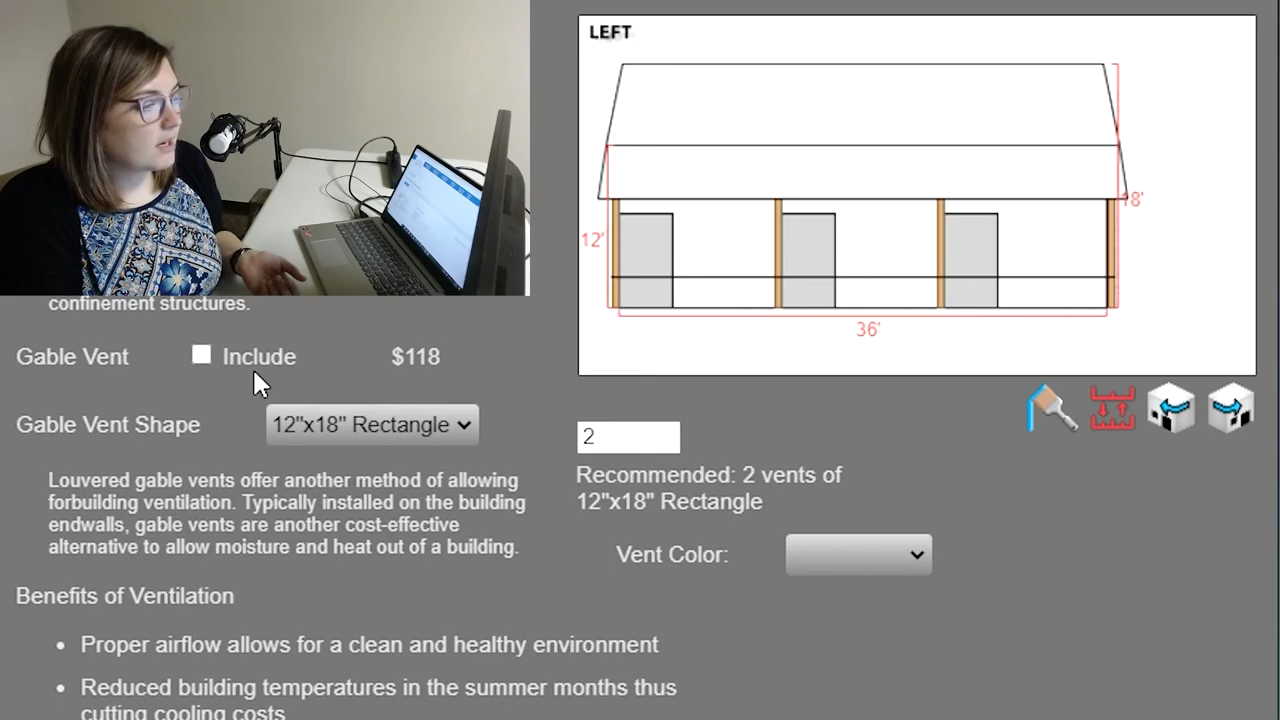 LEFT
12'
18'
36'
confinement structures.
Gable Vent Include $118
Gable Vent Shape 12"x18" Rectangle
Louvered gable vents offer another method of allowing
forbuilding ventilation. Typically installed on the building
endwalls, gable vents are another cost-effective
alternative to allow moisture and heat out of a building.
2
Recommended: 2 vents of
12"x18" Rectangle
Vent Color:
Benefits of Ventilation
• Proper airflow allows for a clean and healthy environment
• Reduced building temperatures in the summer months thus
cutting cooling costs